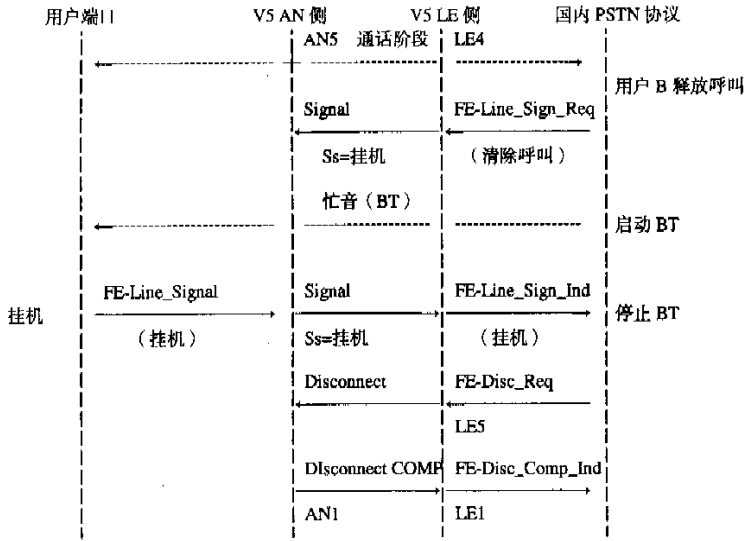 用户端口 V5 AN 侧 V5 LE 侧 国内 PSTN 协议
AN5 通话阶段 LE4
用户 B 释放呼叫
Signal FE-Line_Sign_Req
Ss=挂机 （清除呼叫）
忙音（BT）
启动 BT
FE-Line_Signal Signal FE-Line_Sign_Ind
挂机 停止 BT
（挂机） Ss=挂机 （挂机）
Disconnect FE-Disc_Req
LE5
DIsconnect COMP FE-Disc_Comp_Ind
AN1 LE1